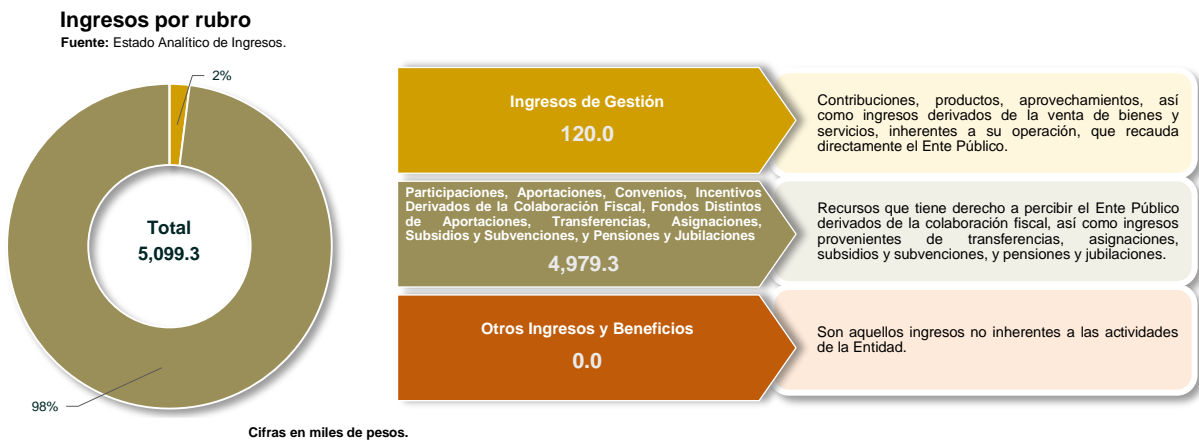 Ingresos por rubro
Fuente: Estado Analítico de Ingresos.
2%
Total
5,099.3
98%
Ingresos de Gestión
120.0
Contribuciones, productos, aprovechamientos, así
como ingresos derivados de la venta de bienes y
servicios, inherentes a su operación, que recauda
directamente el Ente Público.
Participaciones, Aportaciones, Convenios, Incentivos
Derivados de la Colaboración Fiscal, Fondos Distintos
de Aportaciones, Transferencias, Asignaciones,
Subsidios y Subvenciones, y Pensiones y Jubilaciones
4,979.3
Recursos que tiene derecho a percibir el Ente Público
derivados de la colaboración fiscal, así como ingresos
provenientes de transferencias, asignaciones,
subsidios y subvenciones, y pensiones y jubilaciones.
Otros Ingresos y Beneficios
0.0
Son aquellos ingresos no inherentes a las actividades
de la Entidad.
Cifras en miles de pesos.